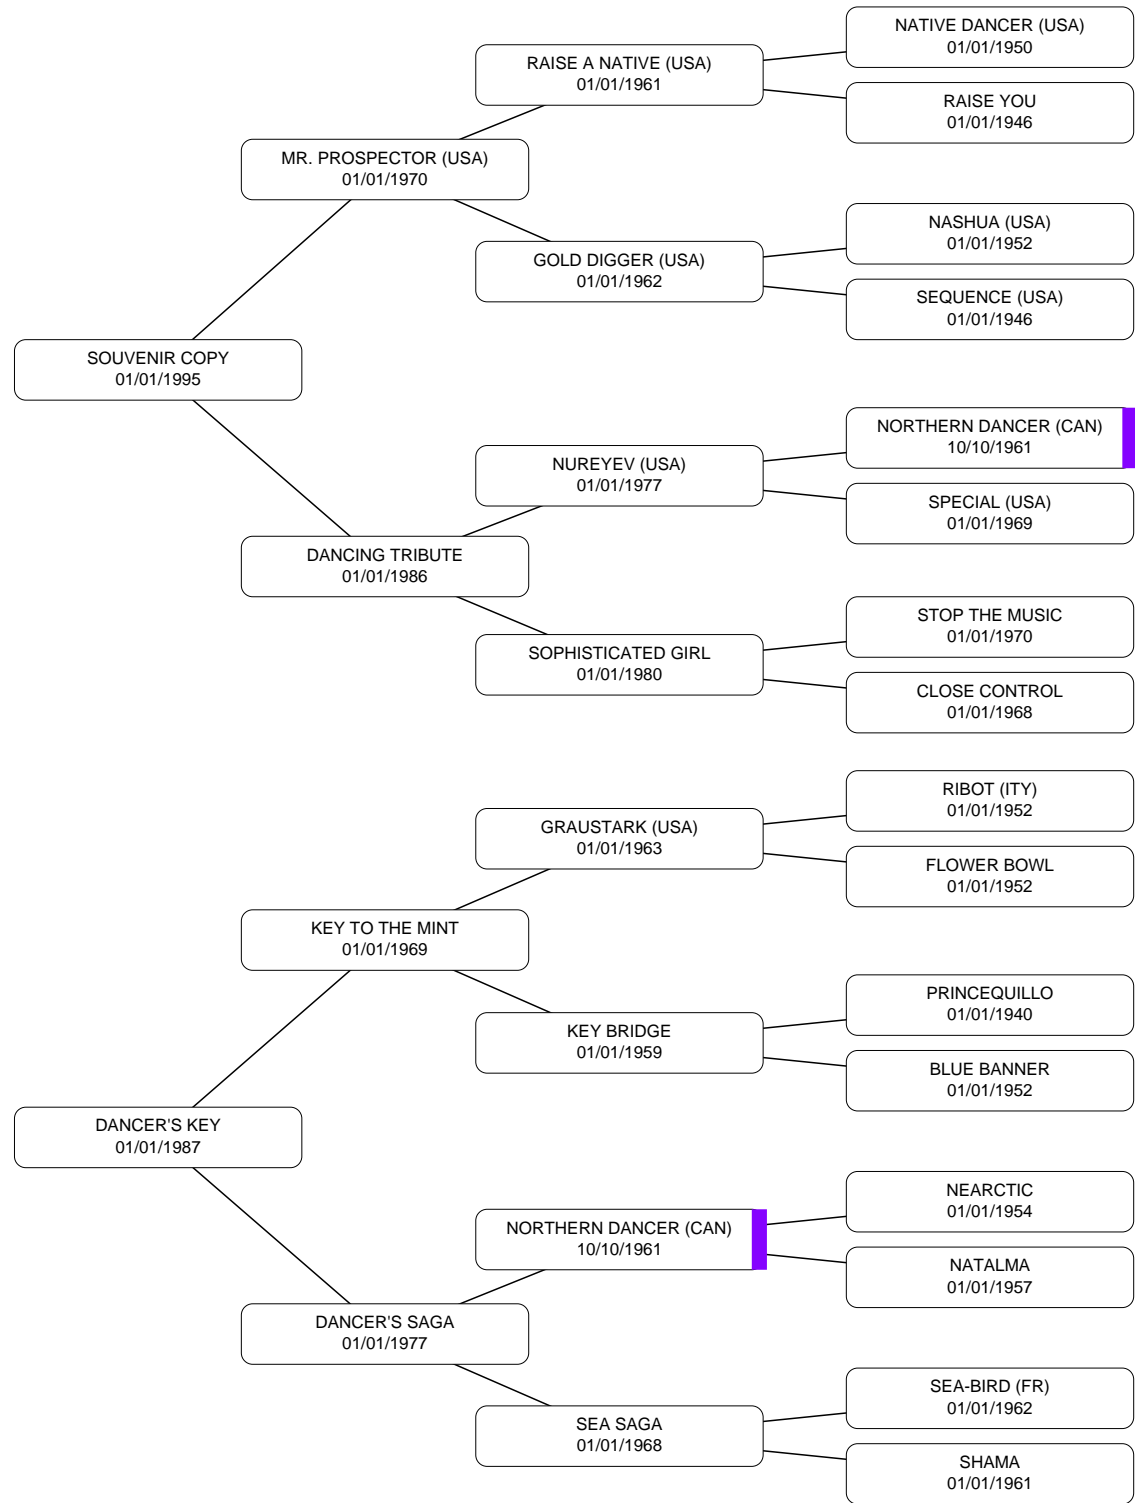 NATIVE DANCER (USA)
01/01/1950
RAISE A NATIVE (USA)
01/01/1961
RAISE YOU
01/01/1946
MR. PROSPECTOR (USA)
01/01/1970
NASHUA (USA)
01/01/1952
GOLD DIGGER (USA)
01/01/1962
SEQUENCE (USA)
01/01/1946
SOUVENIR COPY
01/01/1995
NORTHERN DANCER (CAN)
10/10/1961
NUREYEV (USA)
01/01/1977
SPECIAL (USA)
01/01/1969
DANCING TRIBUTE
01/01/1986
STOP THE MUSIC
01/01/1970
SOPHISTICATED GIRL
01/01/1980
CLOSE CONTROL
01/01/1968
RIBOT (ITY)
01/01/1952
GRAUSTARK (USA)
01/01/1963
FLOWER BOWL
01/01/1952
KEY TO THE MINT
01/01/1969
PRINCEQUILLO
01/01/1940
KEY BRIDGE
01/01/1959
BLUE BANNER
01/01/1952
DANCER'S KEY
01/01/1987
NEARCTIC
01/01/1954
NORTHERN DANCER (CAN)
10/10/1961
NATALMA
01/01/1957
DANCER'S SAGA
01/01/1977
SEA-BIRD (FR)
01/01/1962
SEA SAGA
01/01/1968
SHAMA
01/01/1961